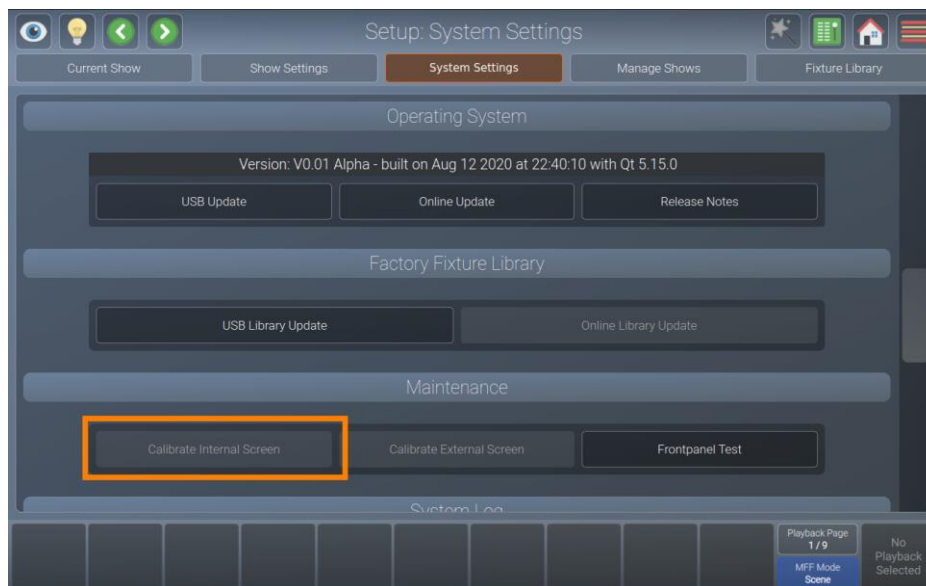 Setup: System Settings
Current Show
Show Settings
System Settings
Manage Shows
Fixture Library
Operating System
Version: V0.01 Alpha - built on Aug 12 2020 at 22:40:10 with Qt 5.15.0
USB Update
Online Update
Release Notes
Factory Fixture Library
USB Library Update
Online Library Update
Maintenance
Calibrate Internal Screen
Calibrate External Screen
Frontpanel Test
System Log
Playback Page
1 / 9
MFF Mode
Scene
No
Playback
Selected